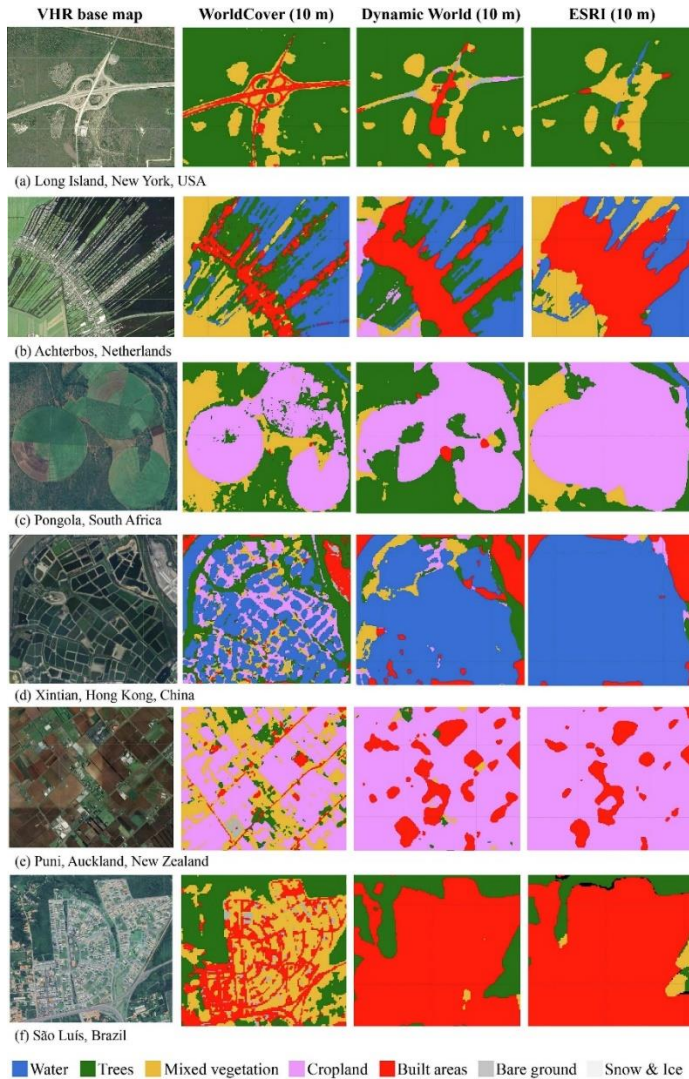 VHR base map WorldCover (10 m) Dynamic World (10 m) ESRI (10 m)
(a) Long Island, New York, USA
(b) Achterbos, Netherlands
(c) Pongola, South Africa
(d) Xintian, Hong Kong, China
(e) Puni, Auckland, New Zealand
(f) São Luís, Brazil
Water Trees Mixed vegetation Cropland Built areas Bare ground Snow & Ice